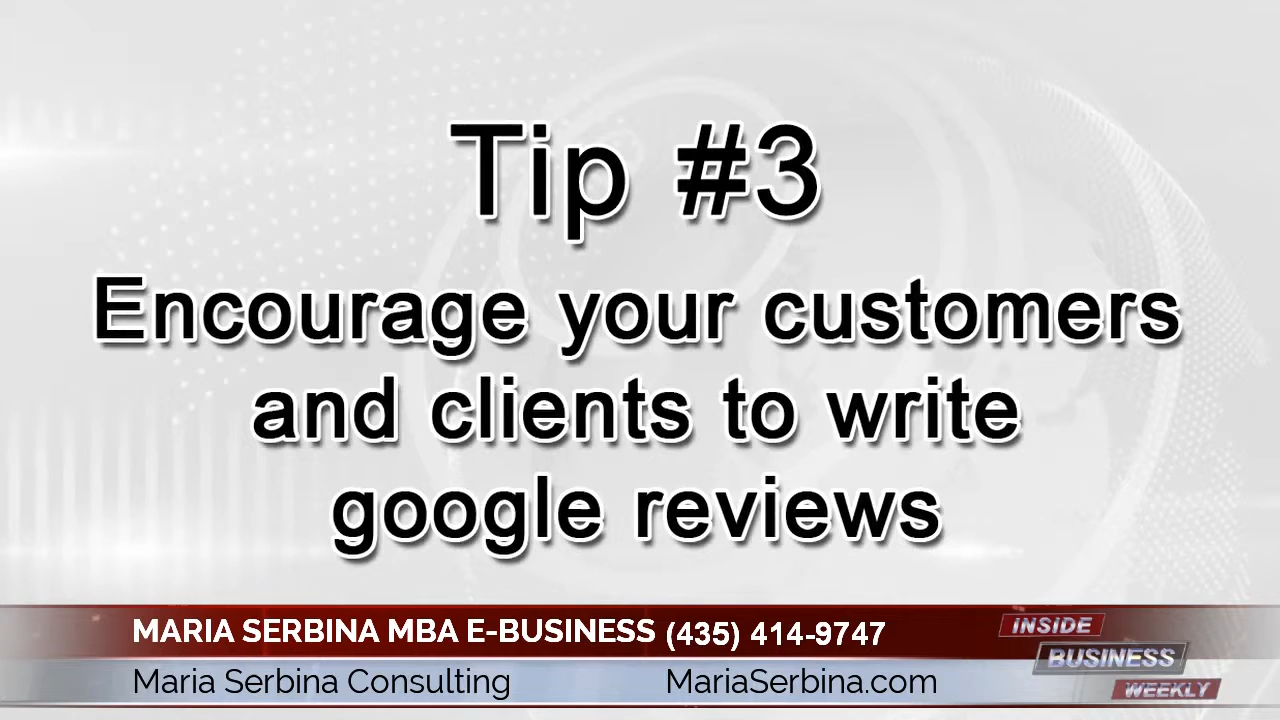 Tip #3
Encourage your customers
and clients to write
google reviews
MARIA SERBINA MBA E-BUSINESS (435) 414-9747
Maria Serbina Consulting MariaSerbina.com
INSIDE
BUSINESS
WEEKLY